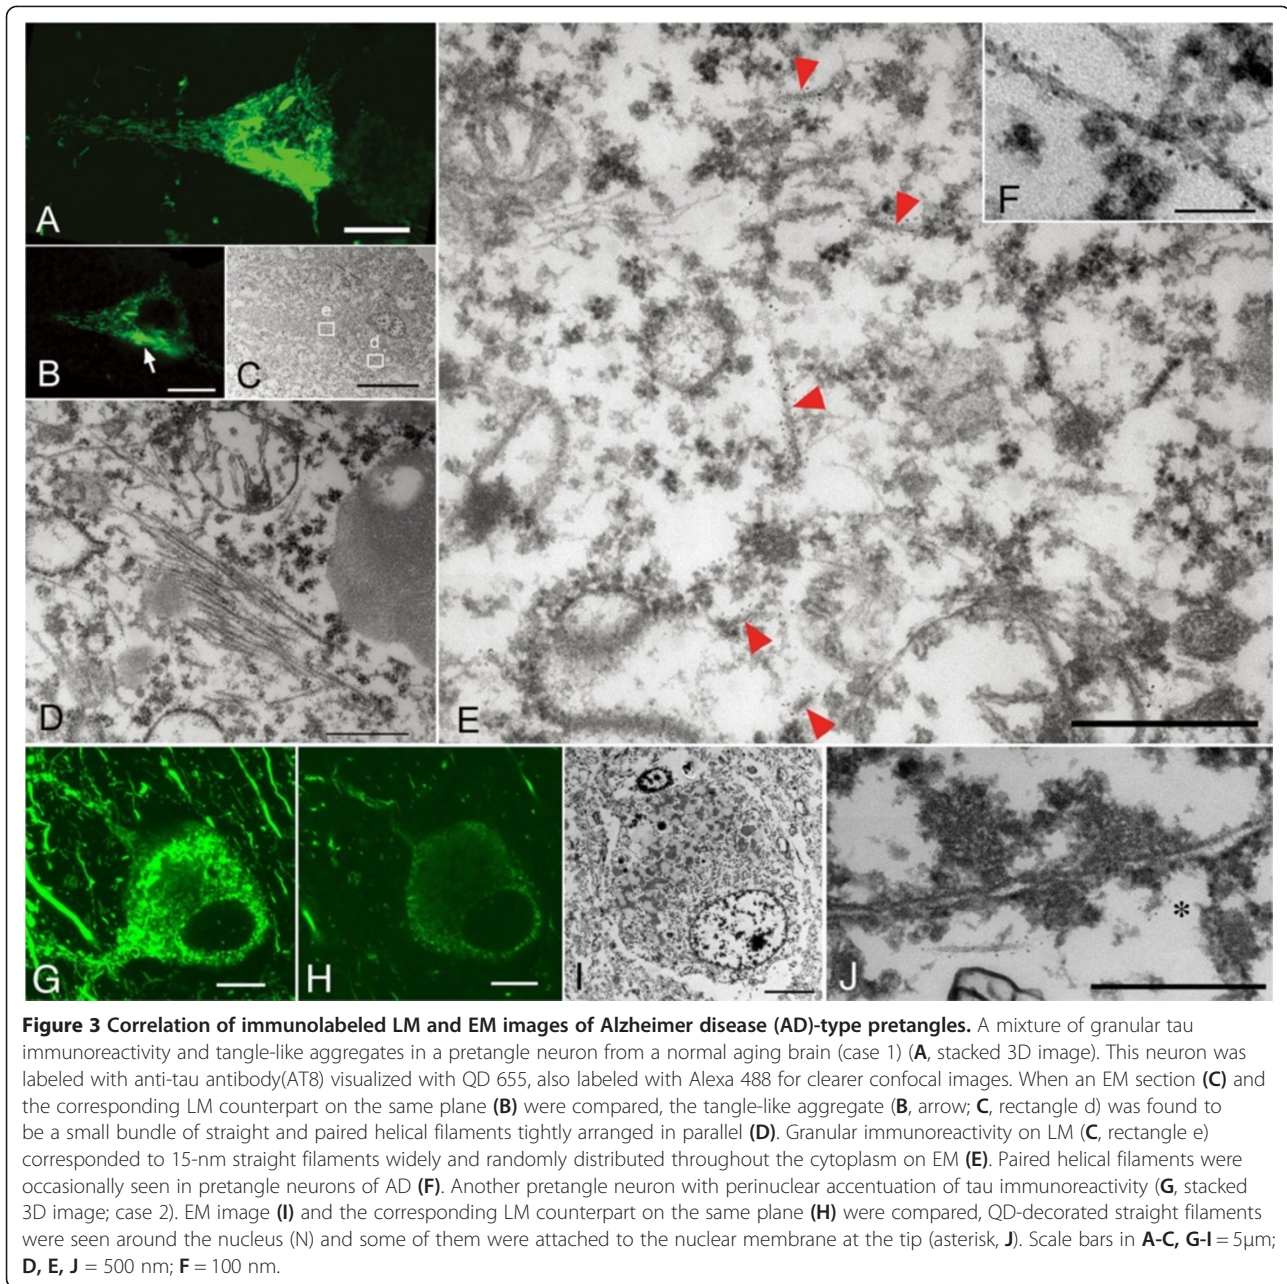 A
B
C
e
d
D
E
F
G
H
I
J
*
Figure 3 Correlation of immunolabeled LM and EM images of Alzheimer disease (AD)-type pretangles. A mixture of granular tau
immunoreactivity and tangle-like aggregates in a pretangle neuron from a normal aging brain (case 1) (A, stacked 3D image). This neuron was
labeled with anti-tau antibody(AT8) visualized with QD 655, also labeled with Alexa 488 for clearer confocal images. When an EM section (C) and
the corresponding LM counterpart on the same plane (B) were compared, the tangle-like aggregate (B, arrow; C, rectangle d) was found to
be a small bundle of straight and paired helical filaments tightly arranged in parallel (D). Granular immunoreactivity on LM (C, rectangle e)
corresponded to 15-nm straight filaments widely and randomly distributed throughout the cytoplasm on EM (E). Paired helical filaments were
occasionally seen in pretangle neurons of AD (F). Another pretangle neuron with perinuclear accentuation of tau immunoreactivity (G, stacked
3D image; case 2). EM image (I) and the corresponding LM counterpart on the same plane (H) were compared, QD-decorated straight filaments
were seen around the nucleus (N) and some of them were attached to the nuclear membrane at the tip (asterisk, J). Scale bars in A-C, G-I = 5μm;
D, E, J = 500 nm; F = 100 nm.